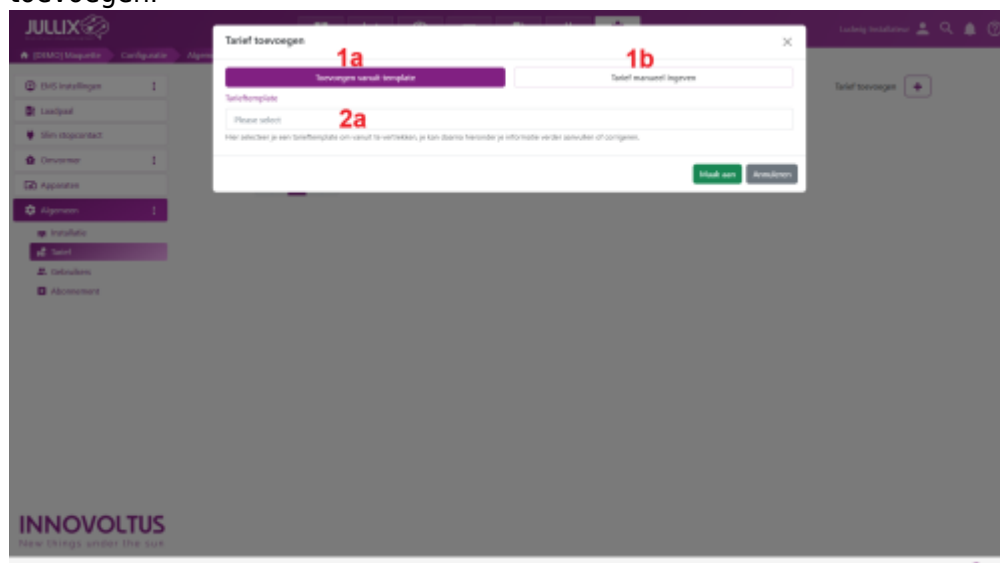 toevoegen.
JULLIX
Ludwig Installateur
[DEMO] Maquette Configuratie
Tarief toevoegen
1a 1b
Toevoegen vanuit template Tarief manueel ingeven
Tarieftemplate
Please select 2a
Hier selecteer je een tarieftemplate om vanuit te vertrekken, je kan daarna hieronder je informatie verder aanvullen of corrigeren.
Maak aan Annuleren
Tarief toevoegen +
EMS Instellingen
Laadpaal
Slim stopcontact
Omvormer
Apparaten
Algemeen
Installatie
Tarief
Gebruikers
Abonnement
INNOVOLTUS
New things under the sun